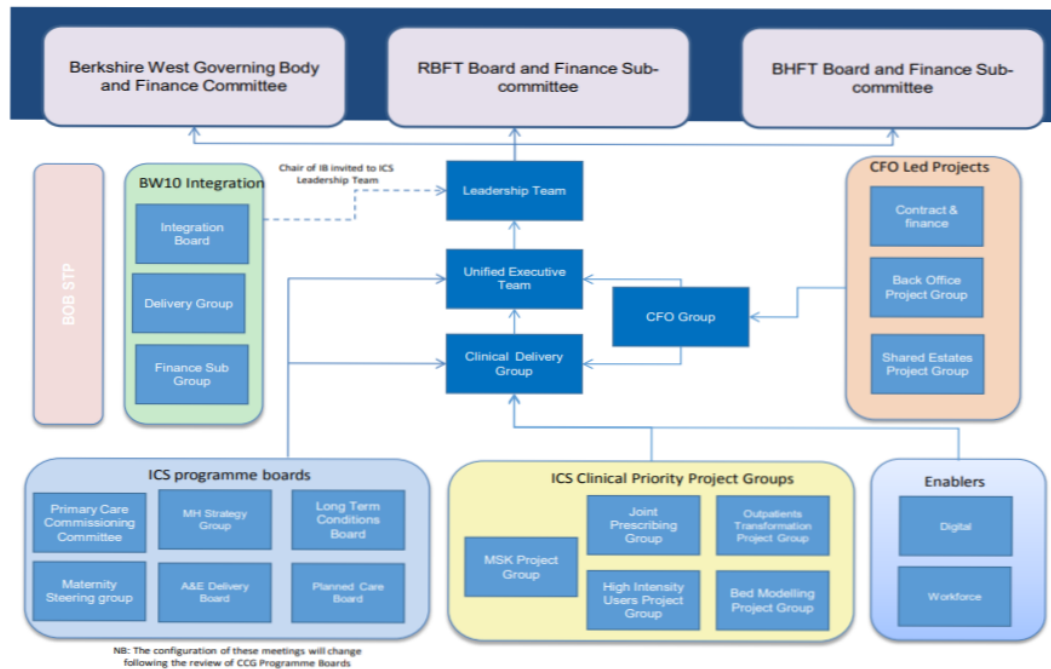 Berkshire West Governing Body
and Finance Committee
RBFT Board and Finance Sub-
committee
BHFT Board and Finance Sub-
committee
BOB STP
BW10 Integration
Integration
Board
Delivery Group
Finance Sub
Group
Chair of IB invited to ICS
Leadership Team
Leadership Team
Unified Executive
Team
Clinical Delivery
Group
CFO Group
CFO Led Projects
Contract &
finance
Back Office
Project Group
Shared Estates
Project Group
ICS programme boards
Primary Care
Commissioning
Committee
MH Strategy
Group
Long Term
Conditions
Board
Maternity
Steering group
A&E Delivery
Board
Planned Care
Board
NB: The configuration of these meetings will change
following the review of CCG Programme Boards
ICS Clinical Priority Project Groups
MSK Project
Group
Joint
Prescribing
Group
Outpatients
Transformation
Project Group
High Intensity
Users Project
Group
Bed Modelling
Project Group
Enablers
Digital
Workforce